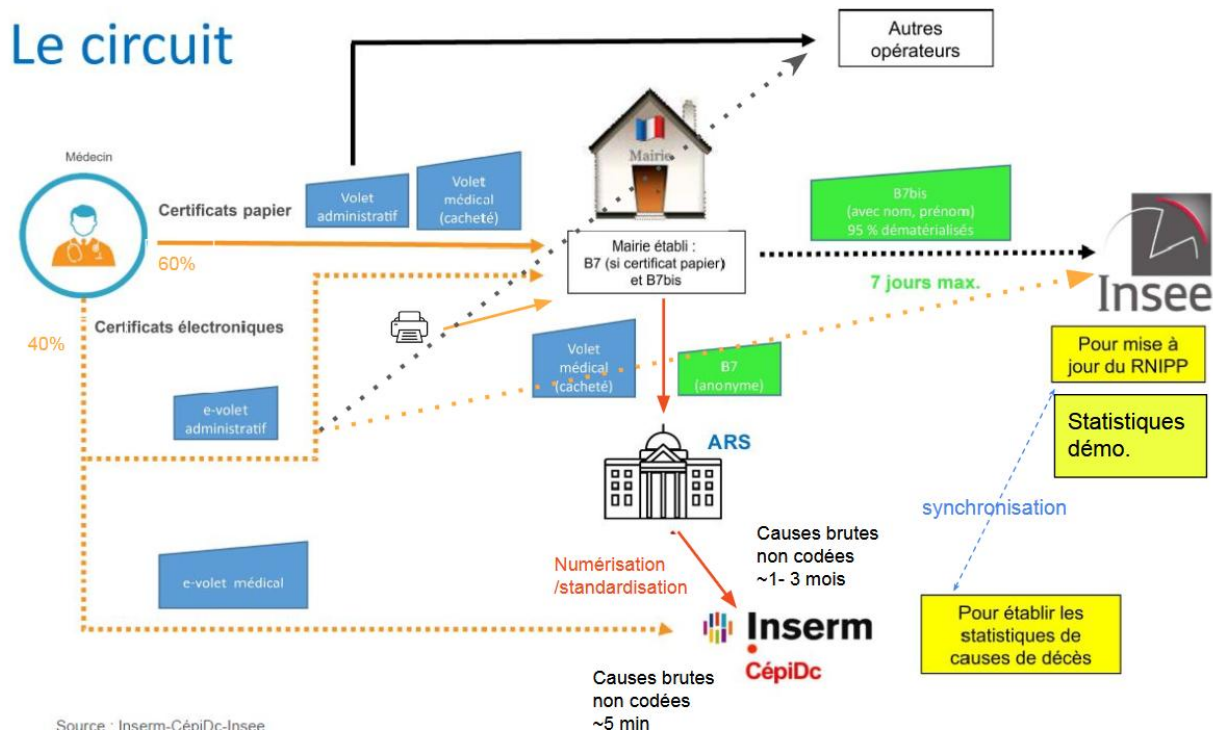 Le circuit
Autres
opérateurs
Médecin
Mairie
Volet
administratif
Volet
médical
(cacheté)
B7bis
(avec nom, prénom)
95 % dématérialisés
Certificats papier
60%
Mairie établi :
B7 (si certificat papier)
et B7bis
7 jours max.
Insee
Certificats électroniques
40%
Volet
médical
(cacheté)
B7
(anonyme)
Pour mise à
jour du RNIPP
e-volet
administratif
ARS
Statistiques
démo.
synchronisation
Causes brutes
non codées
~1- 3 mois
Numérisation
/standardisation
e-volet médical
Inserm
CépiDc
Pour établir les
statistiques de
causes de décès
Causes brutes
non codées
~5 min
Source : Inserm-CépiDc-Insee